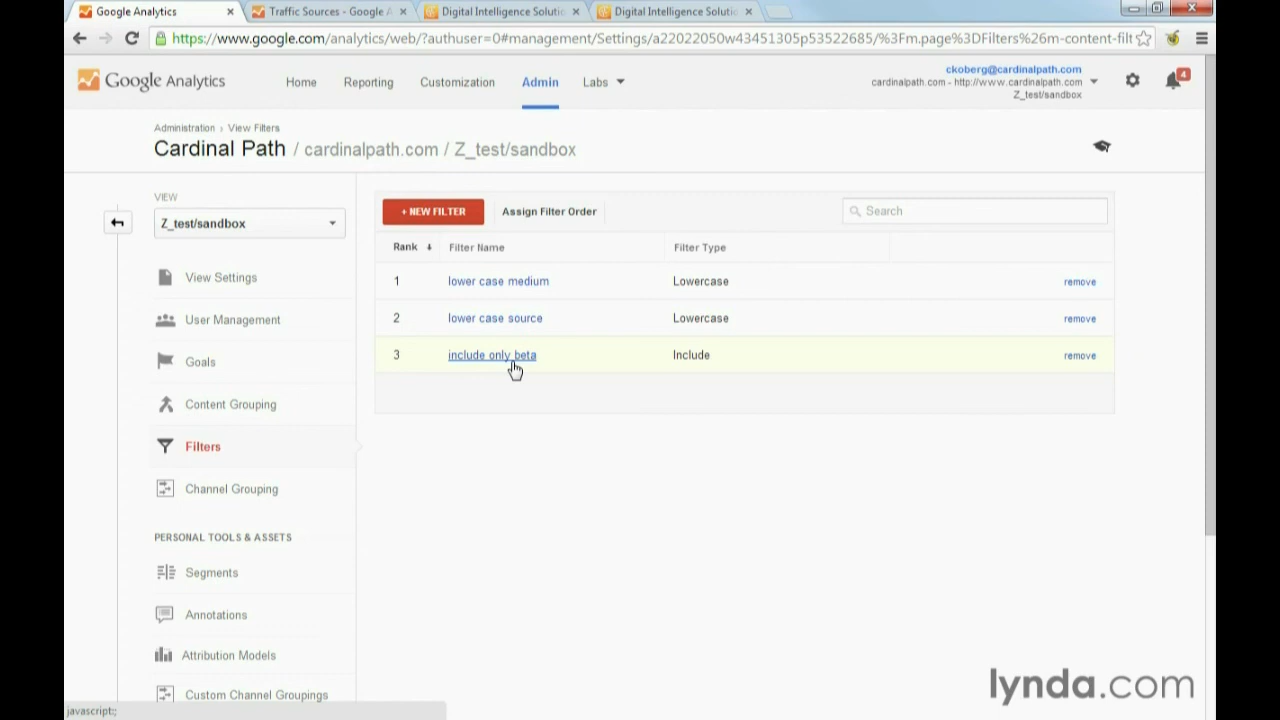 Google Analytics
Traffic Sources - Google A
Digital Intelligence Soluti
Digital Intelligence Soluti
https://www.google.com/analytics/web/?authuser=0#management/Settings/a22022050w43451305p53522685/%3Fm.page%3DFilters%26m-content-filt
Google Analytics
Home
Reporting
Customization
Admin
Labs
ckoberg@cardinalpath.com
cardinalpath.com - http://www.cardinalpath.com
Z_test/sandbox
4
Administration › View Filters
Cardinal Path / cardinalpath.com / Z_test/sandbox
VIEW
Z_test/sandbox
View Settings
User Management
Goals
Content Grouping
Filters
Channel Grouping
PERSONAL TOOLS & ASSETS
Segments
Annotations
Attribution Models
Custom Channel Groupings
+ NEW FILTER
Assign Filter Order
Search
Rank Filter Name Filter Type
1 lower case medium Lowercase remove
2 lower case source Lowercase remove
3 include only beta Include remove
javascript:;
lynda.com